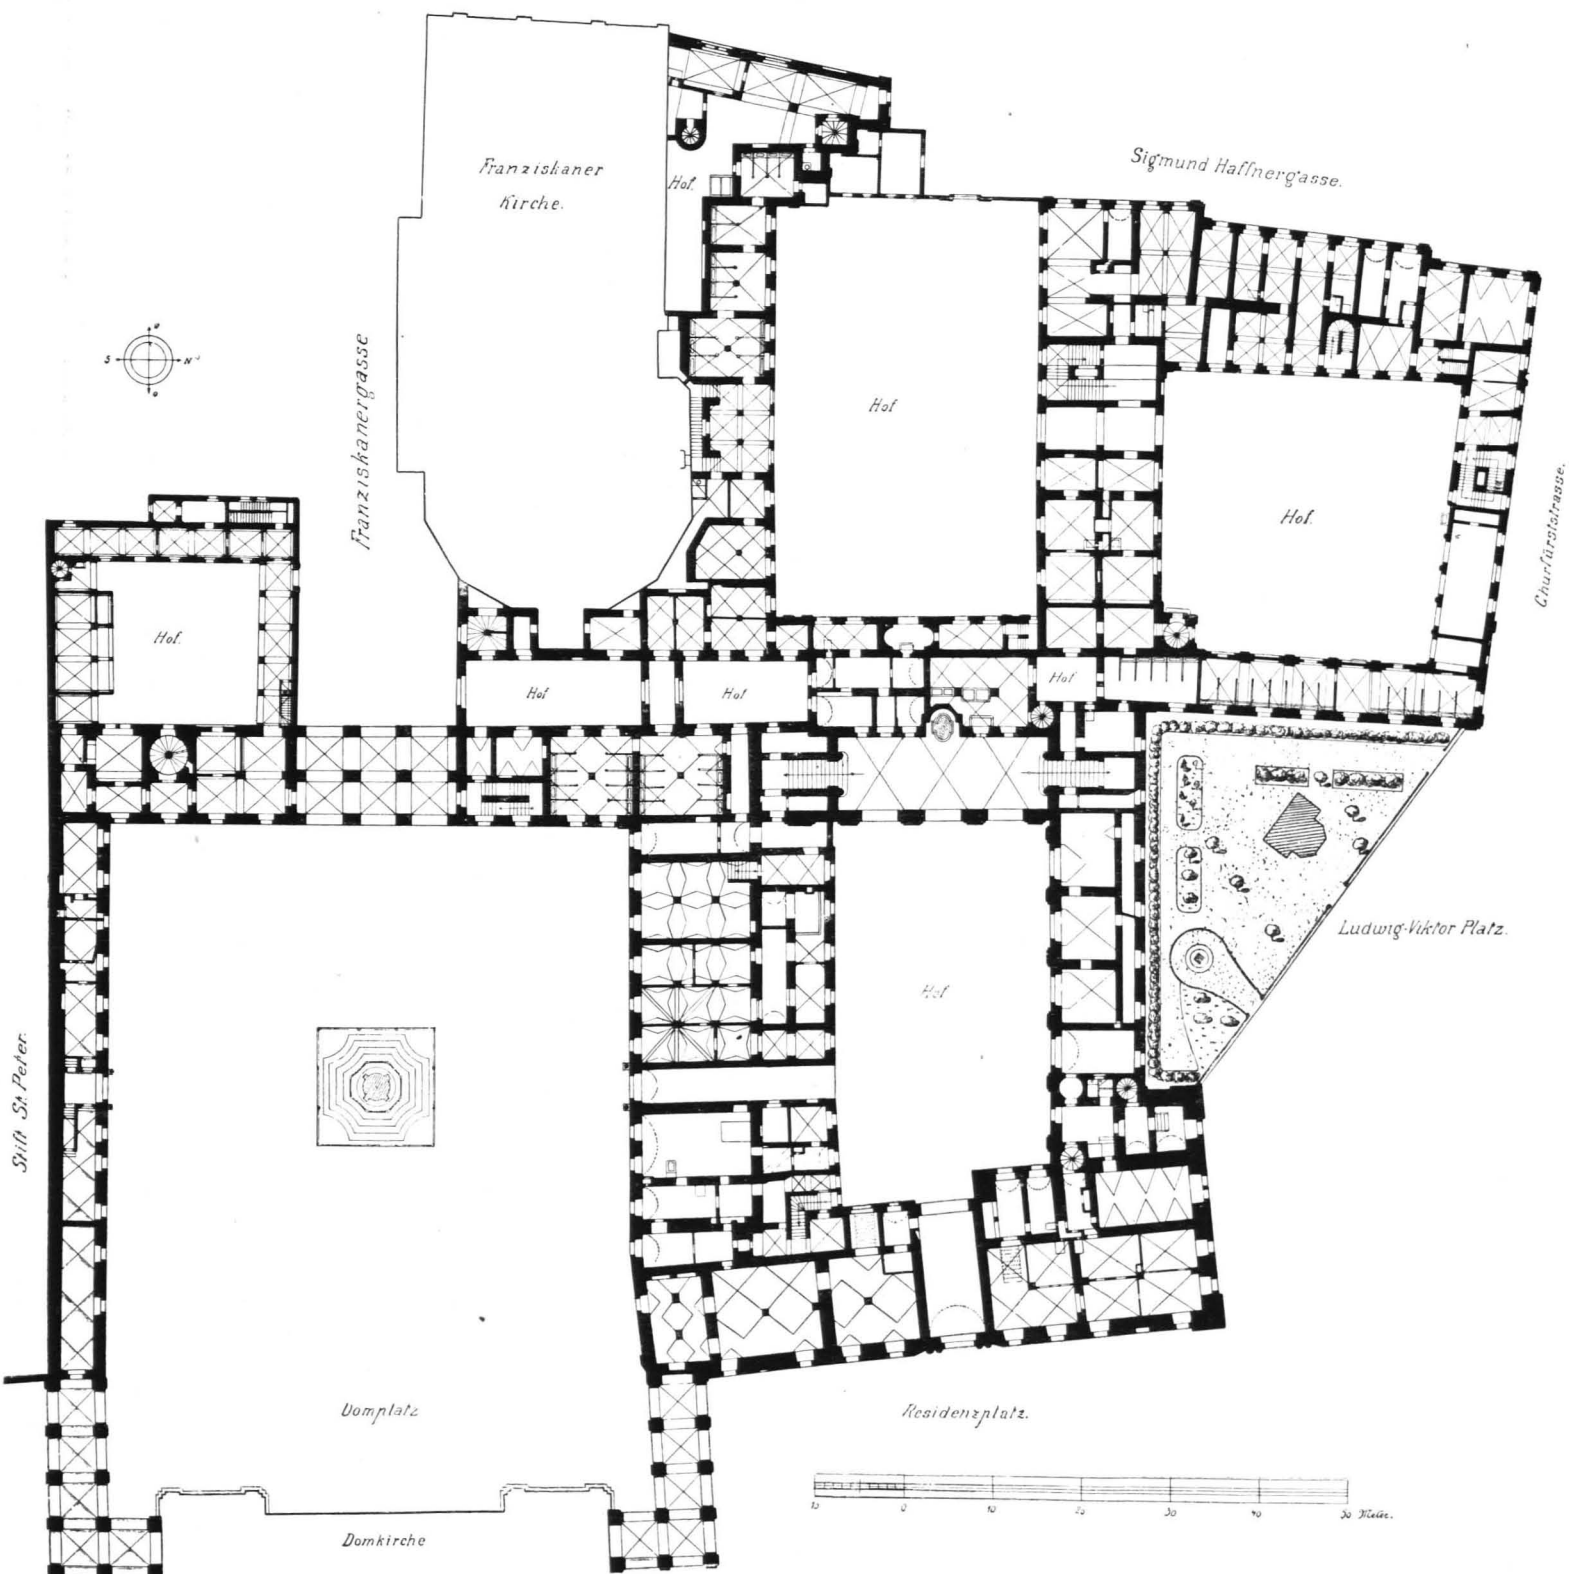 Sigmund Haffnergasse.
Franziskaner
Kirche.
Hof.
Franziskanergasse
S
N
Hof
Hof.
Churfürststrasse.
Hof.
Hof
Hof
Hof
Ludwig-Viktor Platz.
Hof
Stift St. Peter.
Domplatz
Residenzplatz.
10 0 10 20 30 40 50 Meter.
Domkirche